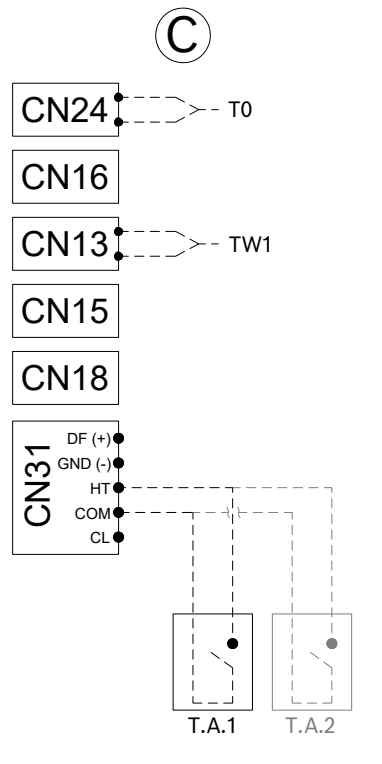 C
CN24
T0
CN16
CN13
TW1
CN15
CN18
CN31
DF (+)
GND (-)
HT
COM
CL
T.A.1
T.A.2